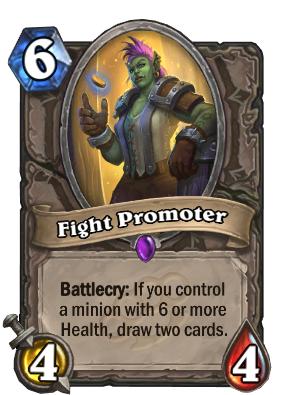 6
Fight Promoter
Battlecry: If you control
a minion with 6 or more
Health, draw two cards.
4
4